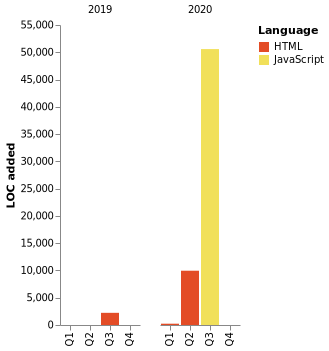 2019
2020
Language
HTML
JavaScript
LOC added
55,000
50,000
45,000
40,000
35,000
30,000
25,000
20,000
15,000
10,000
5,000
0
Q1 Q2 Q3 Q4
Q1 Q2 Q3 Q4